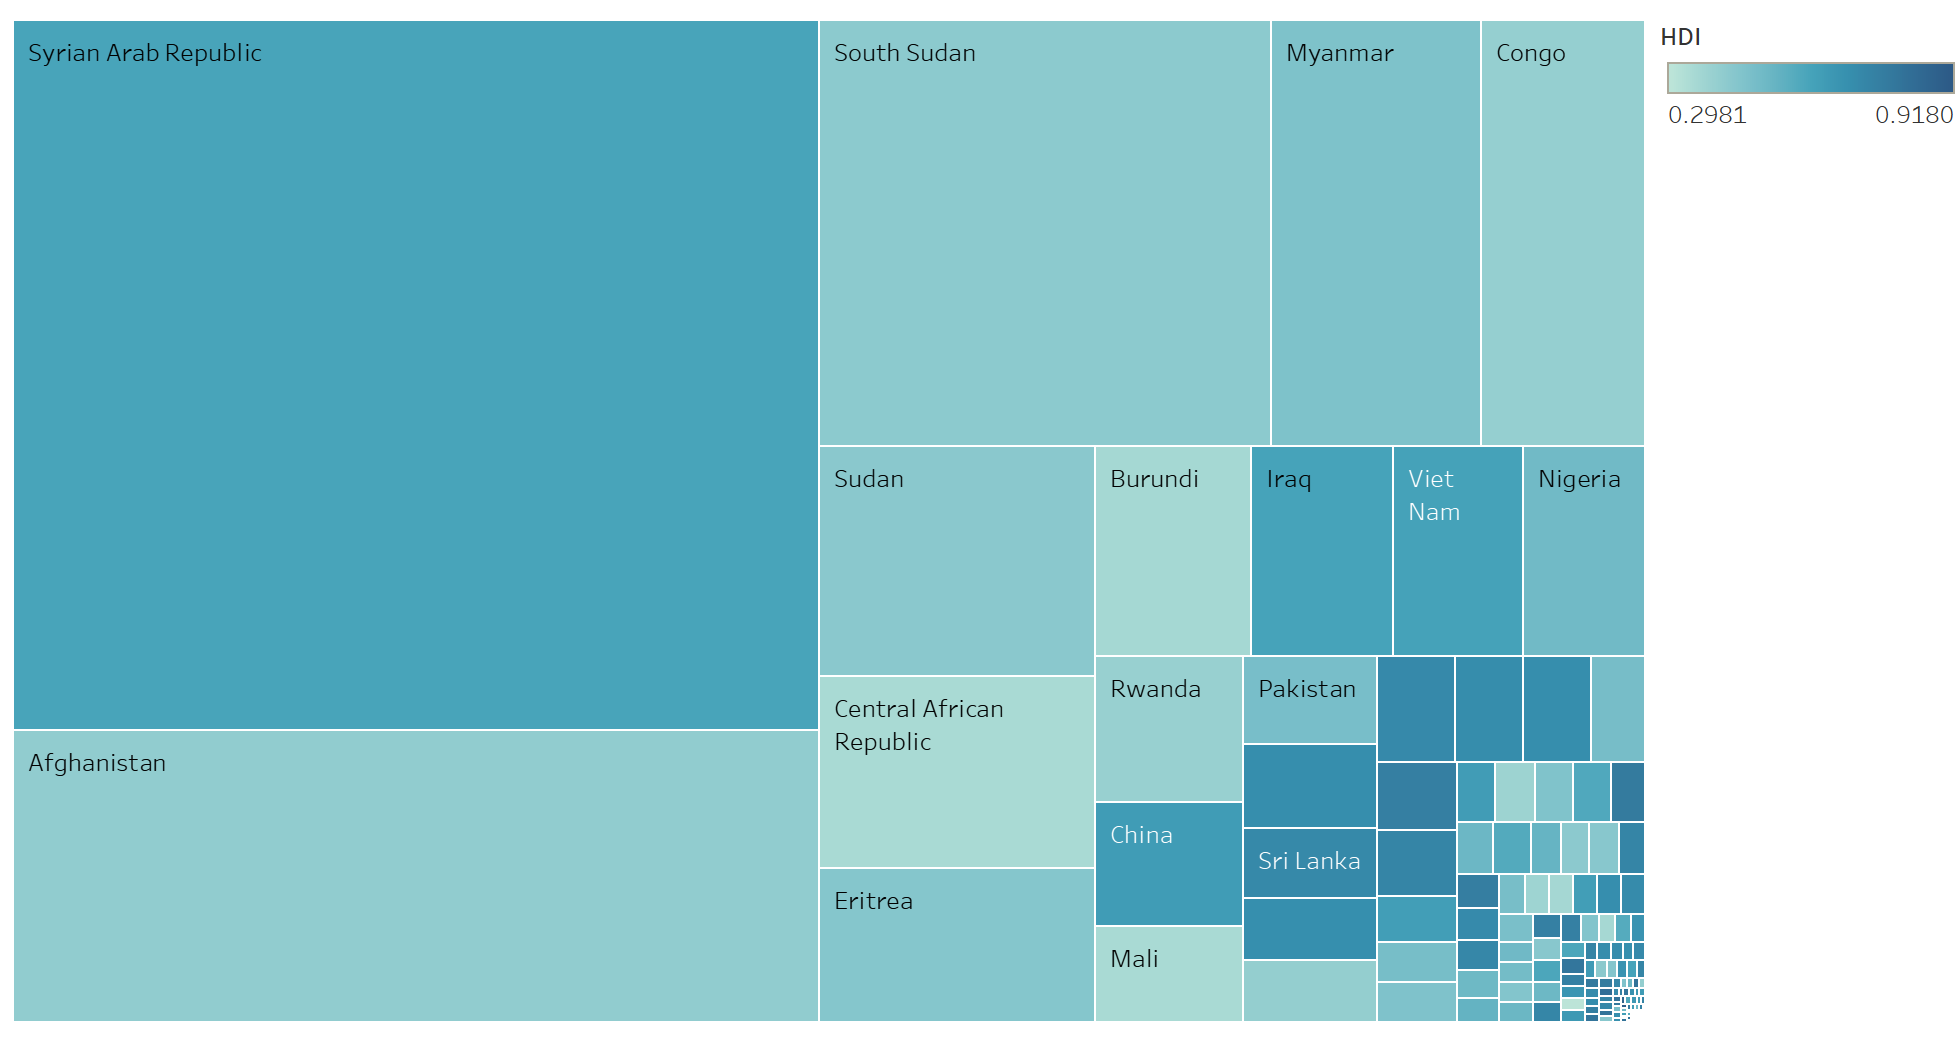 Syrian Arab Republic
South Sudan
Myanmar
Congo
HDI
0.2981
0.9180
Sudan
Burundi
Iraq
Viet
Nam
Nigeria
Rwanda
Pakistan
Central African
Republic
Afghanistan
China
Sri Lanka
Eritrea
Mali